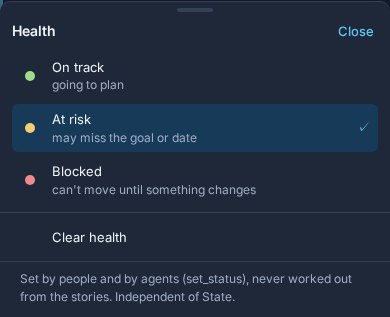 Health
Close
On track
going to plan
At risk
may miss the goal or date
✓
Blocked
can't move until something changes
Clear health
Set by people and by agents (set_status), never worked out
from the stories. Independent of State.